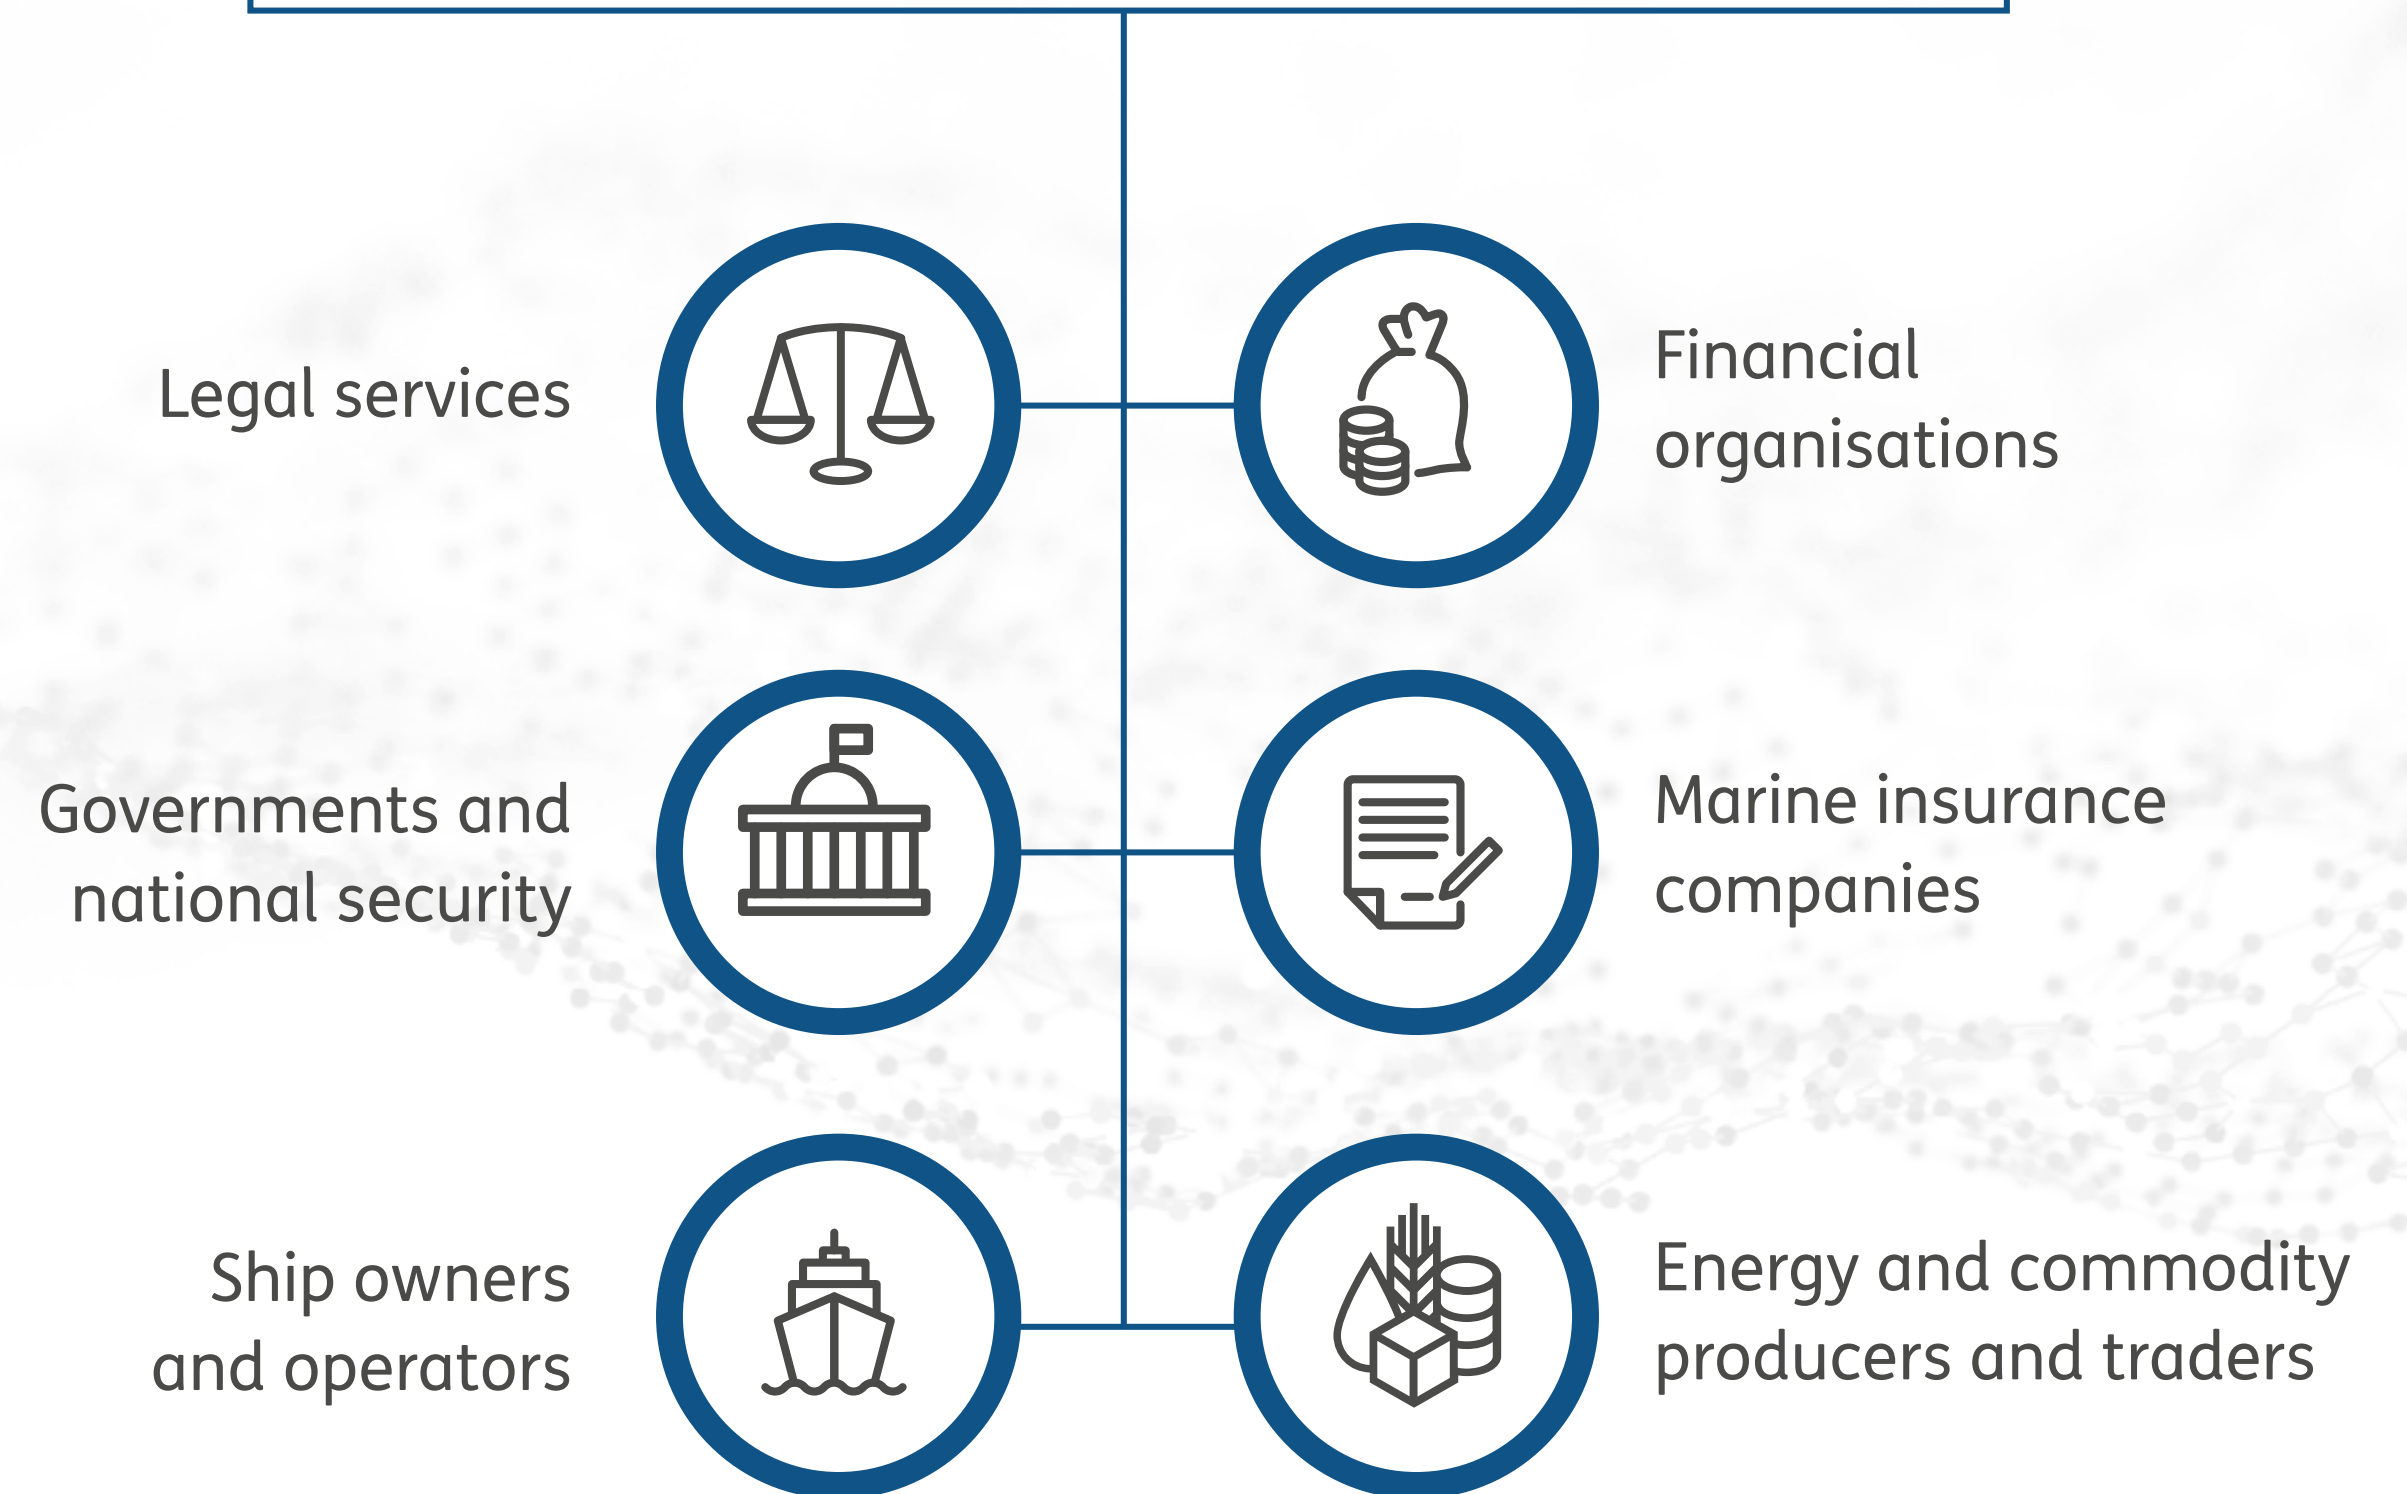 Legal services
Financial
organisations
Governments and
national security
Marine insurance
companies
Ship owners
and operators
Energy and commodity
producers and traders